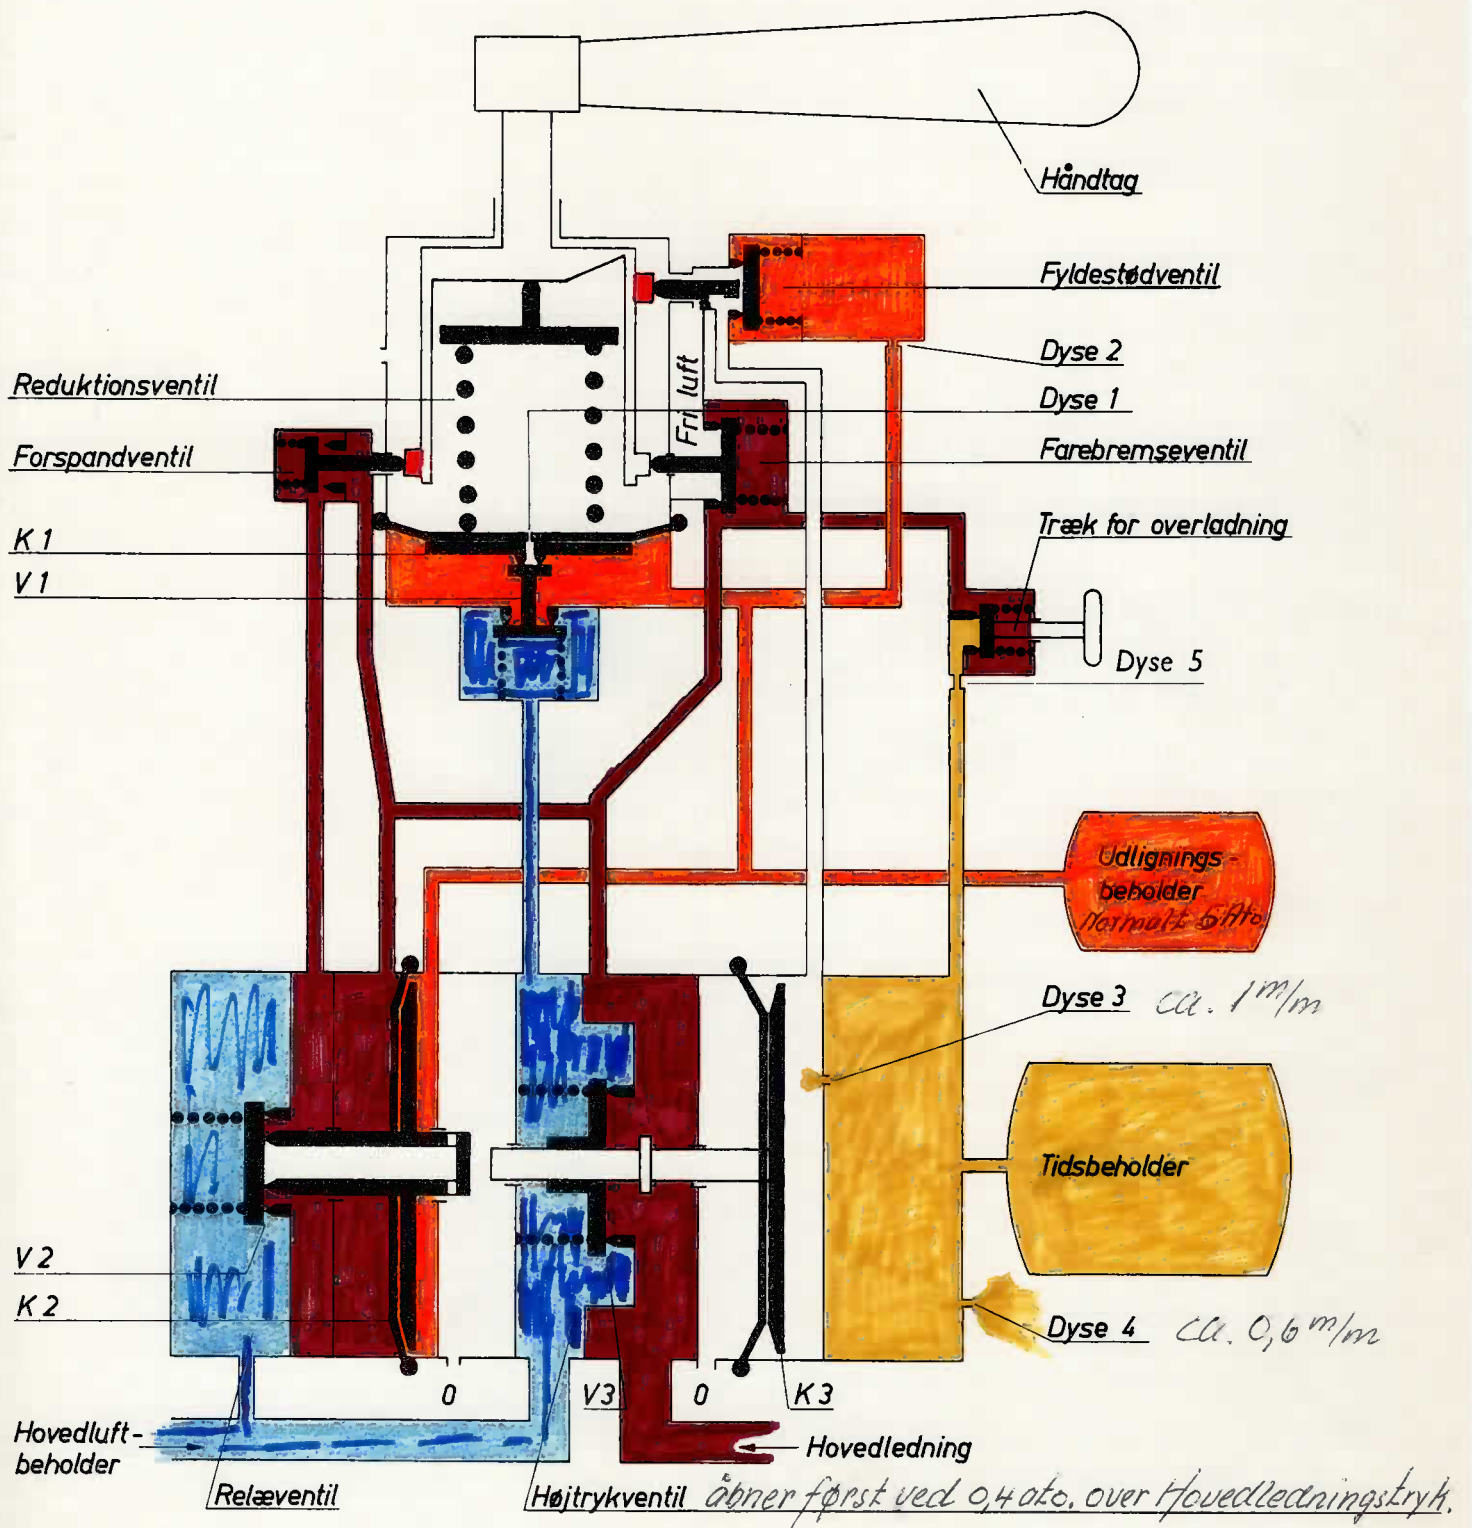 Håndtag
Fyldestødventil
Dyse 2
Reduktionsventil
Dyse 1
Fri luft
Forspandventil
Farebremseventil
K 1
Træk for overladning
V 1
Dyse 5
Udlignings-
beholder
Normalt 5 Ato
Dyse 3 ca. 1 m/m
Tidsbeholder
V 2
K 2
Dyse 4 ca. 0,6 m/m
O
V3
O
K3
Hovedluft-
beholder
Hovedledning
Relæventil
Højtrykventil åbner først ved 0,4 ato. over Hovedledningstryk.